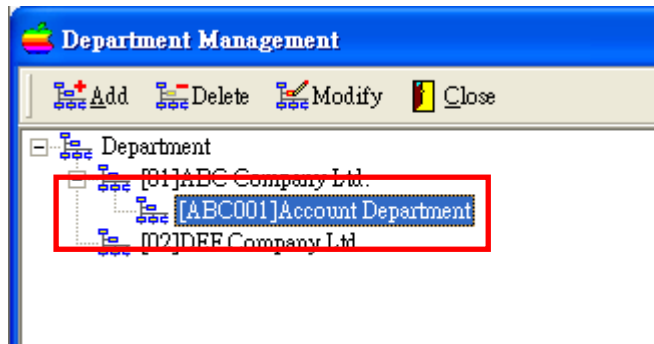 Department Management
Add Delete Modify Close
Department
[01]ABC Company Ltd.
[ABC001]Account Department
[02]DEF Company Ltd.